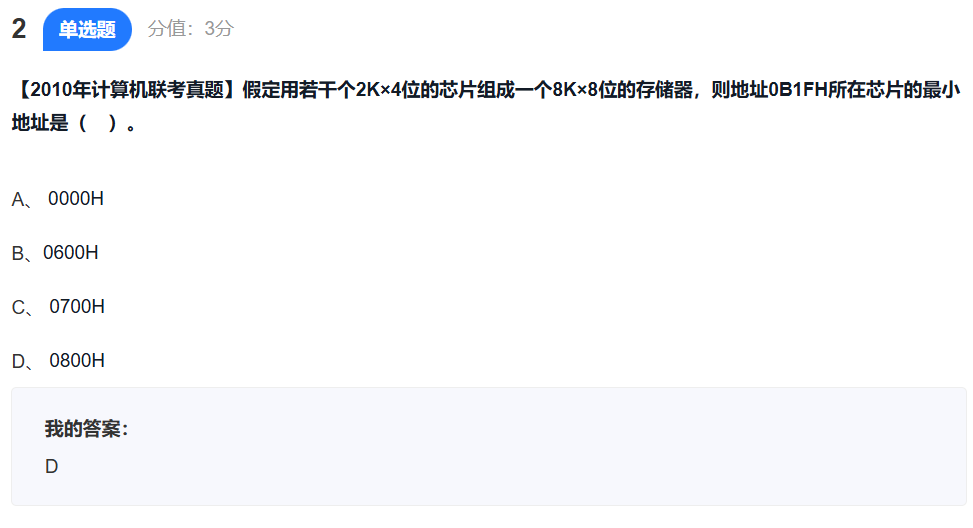 2 单选题 分值：3分
【2010年计算机联考真题】假定用若干个2K×4位的芯片组成一个8K×8位的存储器，则地址0B1FH所在芯片的最小
地址是（ ）。
A、 0000H
B、0600H
C、 0700H
D、 0800H
我的答案：
D